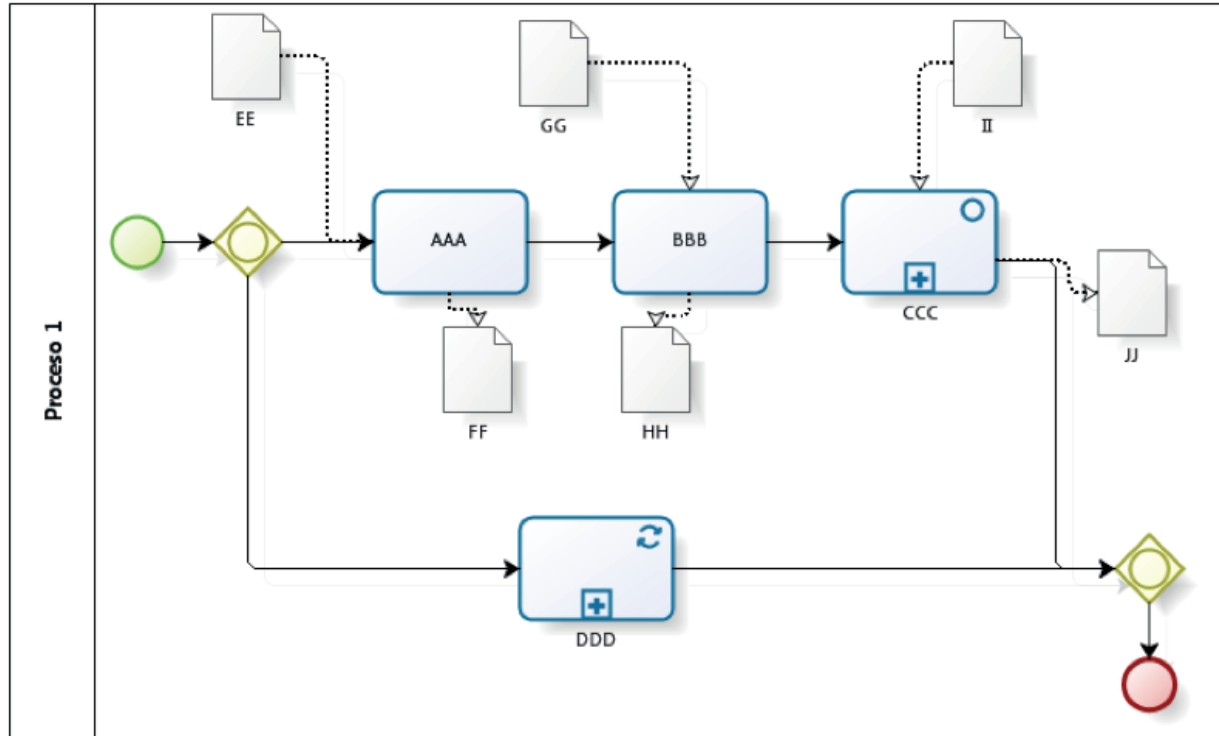 Proceso 1
EE
GG
II
AAA
BBB
CCC
JJ
FF
HH
DDD